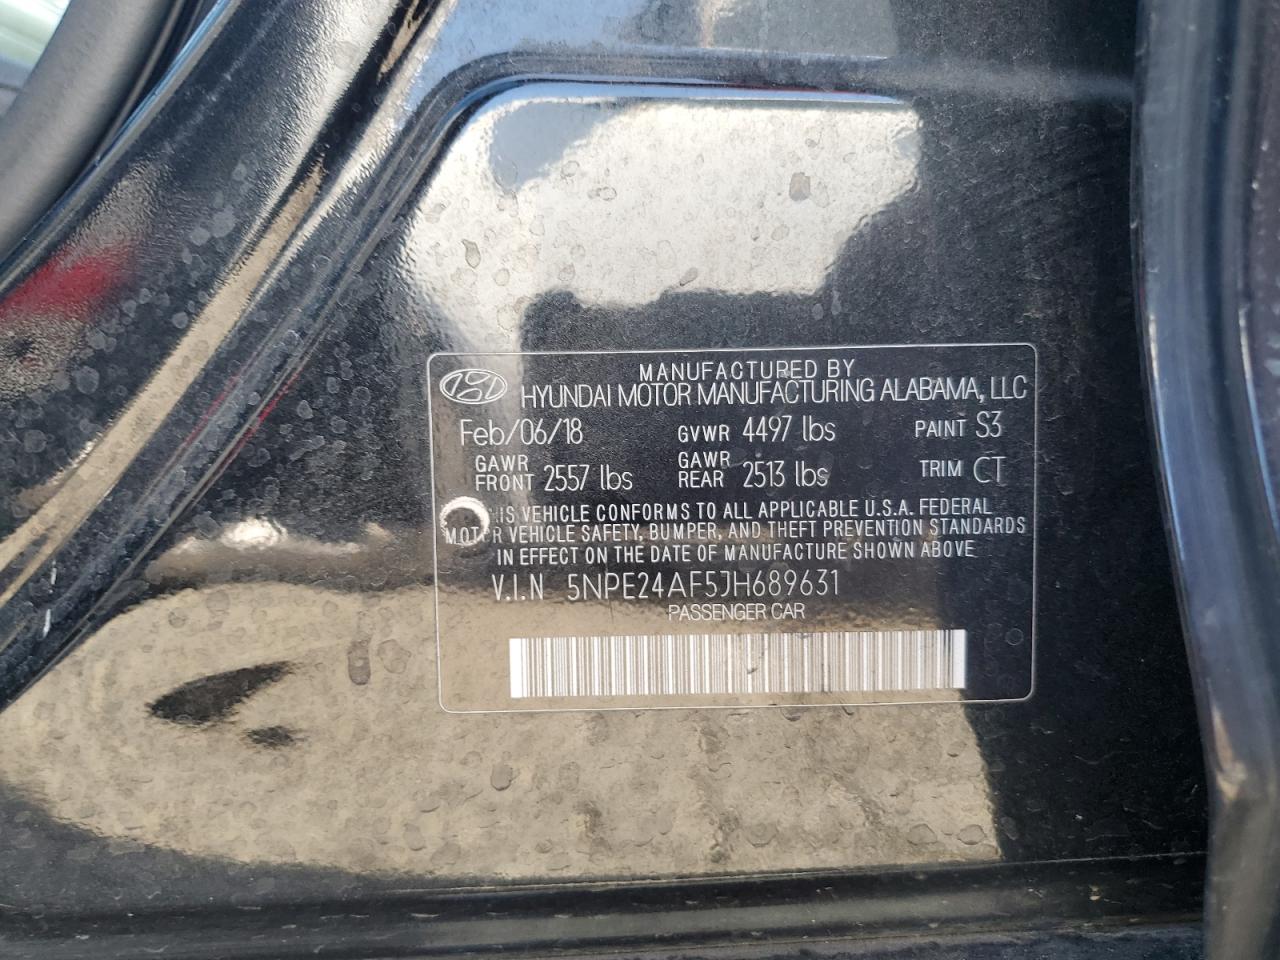 MANUFACTURED BY
HYUNDAI MOTOR MANUFACTURING ALABAMA, LLC
Feb/06/18 GVWR 4497 lbs PAINT S3
GAWR FRONT 2557 lbs GAWR REAR 2513 lbs TRIM CT
HIS VEHICLE CONFORMS TO ALL APPLICABLE U.S.A. FEDERAL
MOTOR VEHICLE SAFETY, BUMPER, AND THEFT PREVENTION STANDARDS
IN EFFECT ON THE DATE OF MANUFACTURE SHOWN ABOVE
V.I.N 5NPE24AF5JH689631
PASSENGER CAR